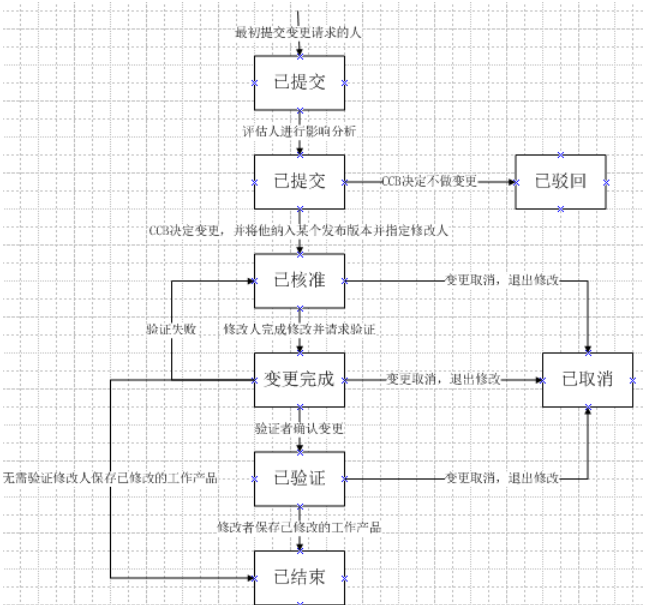 最初提交变更请求的人
已提交
评估人进行影响分析
已提交
CCB决定不做变更
已驳回
CCB决定变更，并将他纳入某个发布版本并指定修改人
已核准
变更取消，退出修改
验证失败
修改人完成修改并请求验证
变更完成
变更取消，退出修改
已取消
验证者确认变更
无需验证修改人保存已修改的工作产品
已验证
变更取消，退出修改
修改者保存已修改的工作产品
已结束